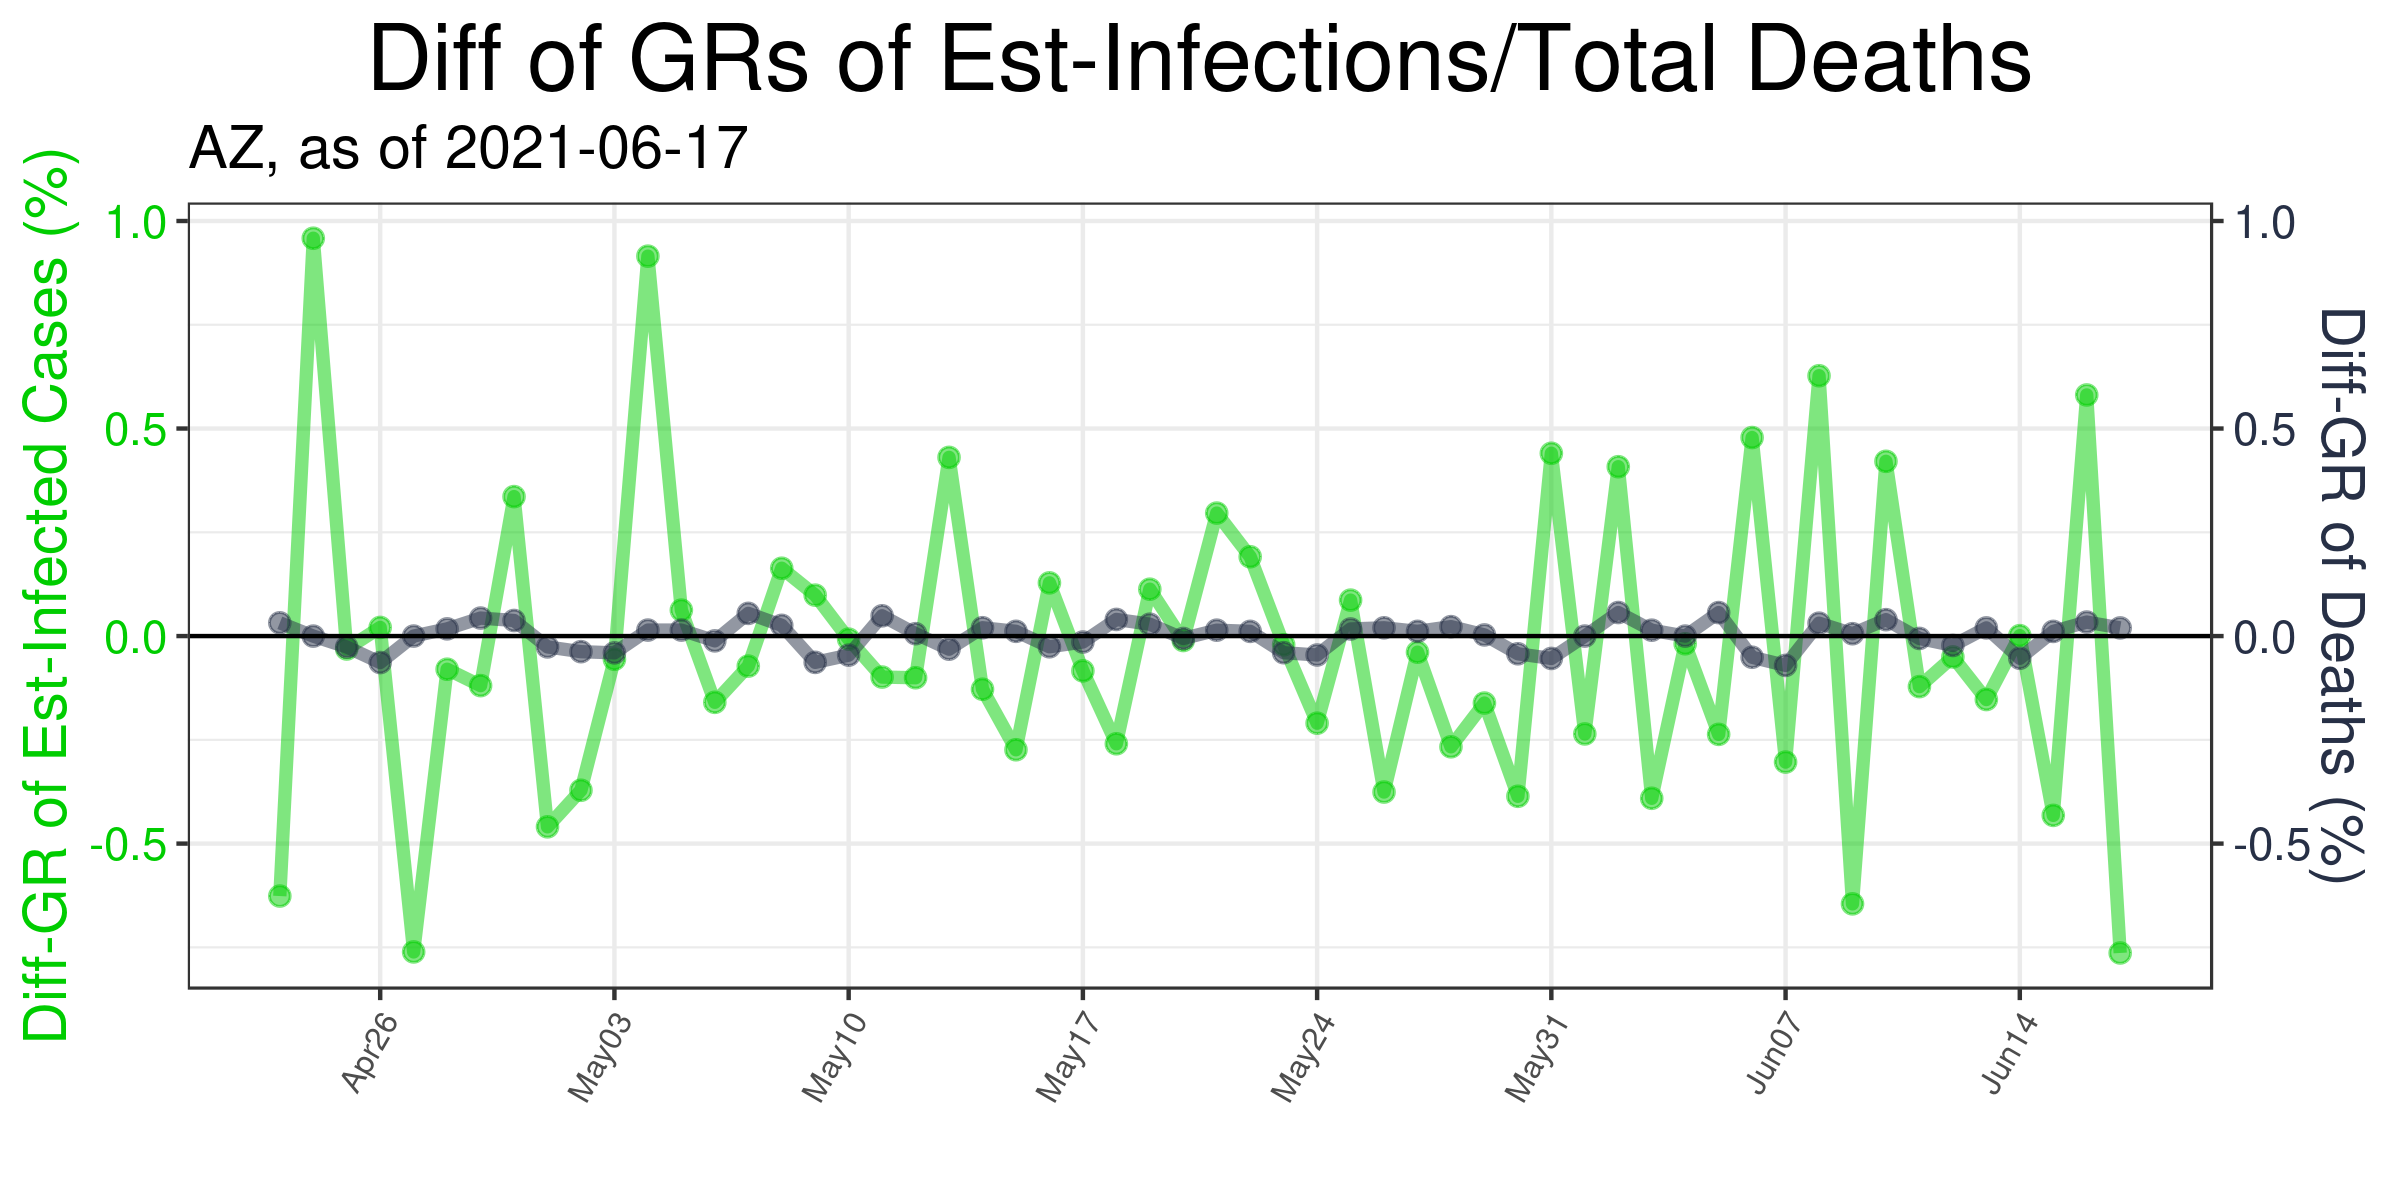 Diff of GRs of Est-Infections/Total Deaths
AZ, as of 2021-06-17
Diff-GR of Est-Infected Cases (%)
1.0
0.5
0.0
-0.5
1.0
0.5
0.0
-0.5
Diff-GR of Deaths (%)
Apr26
May03
May10
May17
May24
May31
Jun07
Jun14